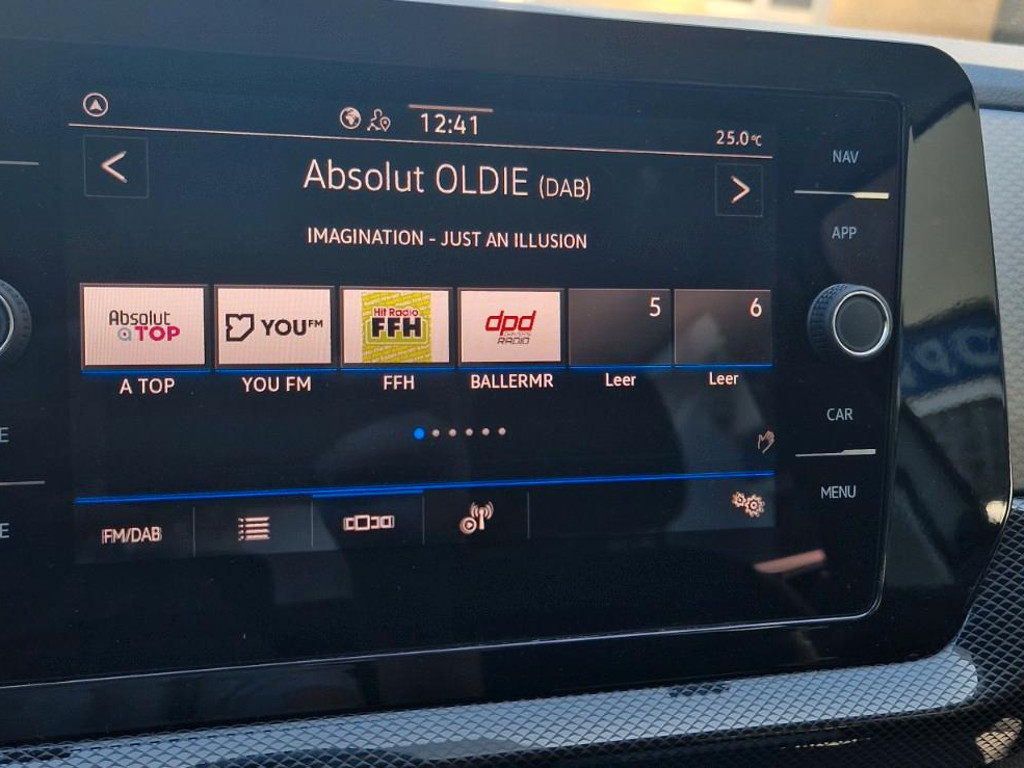 12:41
25.0°C
Absolut OLDIE (DAB)
IMAGINATION - JUST AN ILLUSION
Absolut
TOP
YOU FM
Hit Radio
FFH
dpd
RADIO
5
6
A TOP
YOU FM
FFH
BALLERMR
Leer
Leer
FM/DAB
NAV
APP
CAR
MENU
E
E